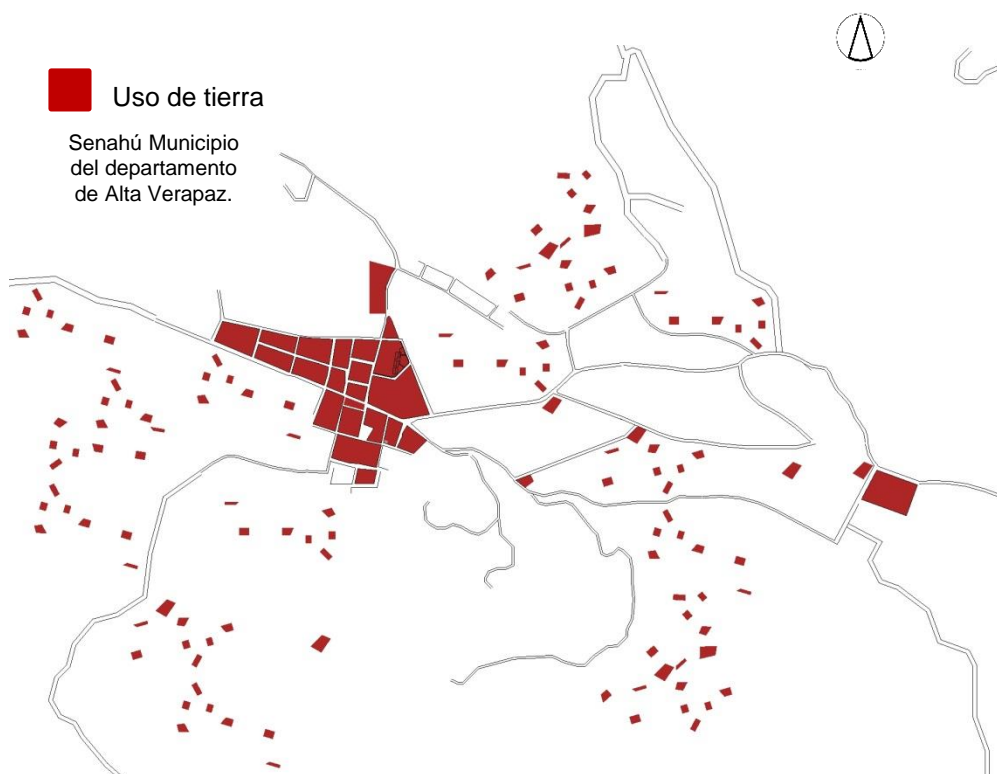 Uso de tierra
Senahú Municipio
del departamento
de Alta Verapaz.